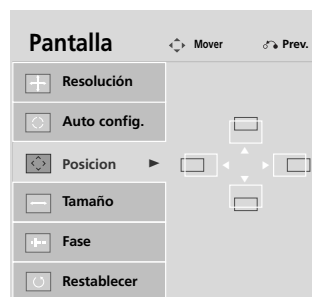 Pantalla Mover Prev.
Resolución
Auto config.
Posicion
Tamaño
Fase
Restablecer